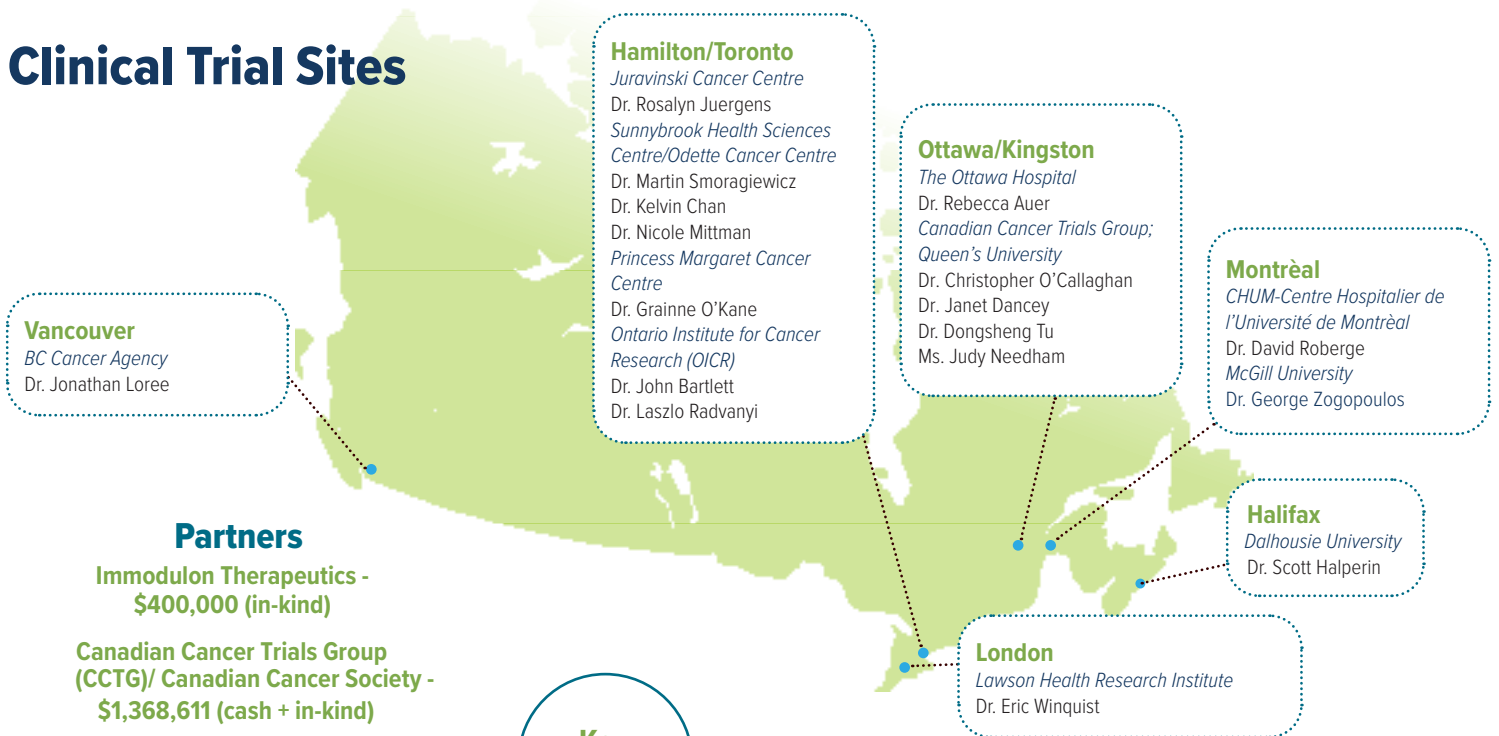 Clinical Trial Sites
Hamilton/Toronto
Juravinski Cancer Centre
Dr. Rosalyn Juergens
Sunnybrook Health Sciences
Centre/Odette Cancer Centre
Dr. Martin Smoragiewicz
Dr. Kelvin Chan
Dr. Nicole Mittman
Princess Margaret Cancer
Centre
Dr. Grainne O'Kane
Ontario Institute for Cancer
Research (OICR)
Dr. John Bartlett
Dr. Laszlo Radvanyi
Ottawa/Kingston
The Ottawa Hospital
Dr. Rebecca Auer
Canadian Cancer Trials Group;
Queen's University
Dr. Christopher O'Callaghan
Dr. Janet Dancey
Dr. Dongsheng Tu
Ms. Judy Needham
Montrèal
CHUM-Centre Hospitalier de
l'Université de Montrèal
Dr. David Roberge
McGill University
Dr. George Zogopoulos
Vancouver
BC Cancer Agency
Dr. Jonathan Loree
Halifax
Dalhousie University
Dr. Scott Halperin
London
Lawson Health Research Institute
Dr. Eric Winquist
Partners
Immodulon Therapeutics -
$400,000 (in-kind)
Canadian Cancer Trials Group
(CCTG)/ Canadian Cancer Society -
$1,368,611 (cash + in-kind)